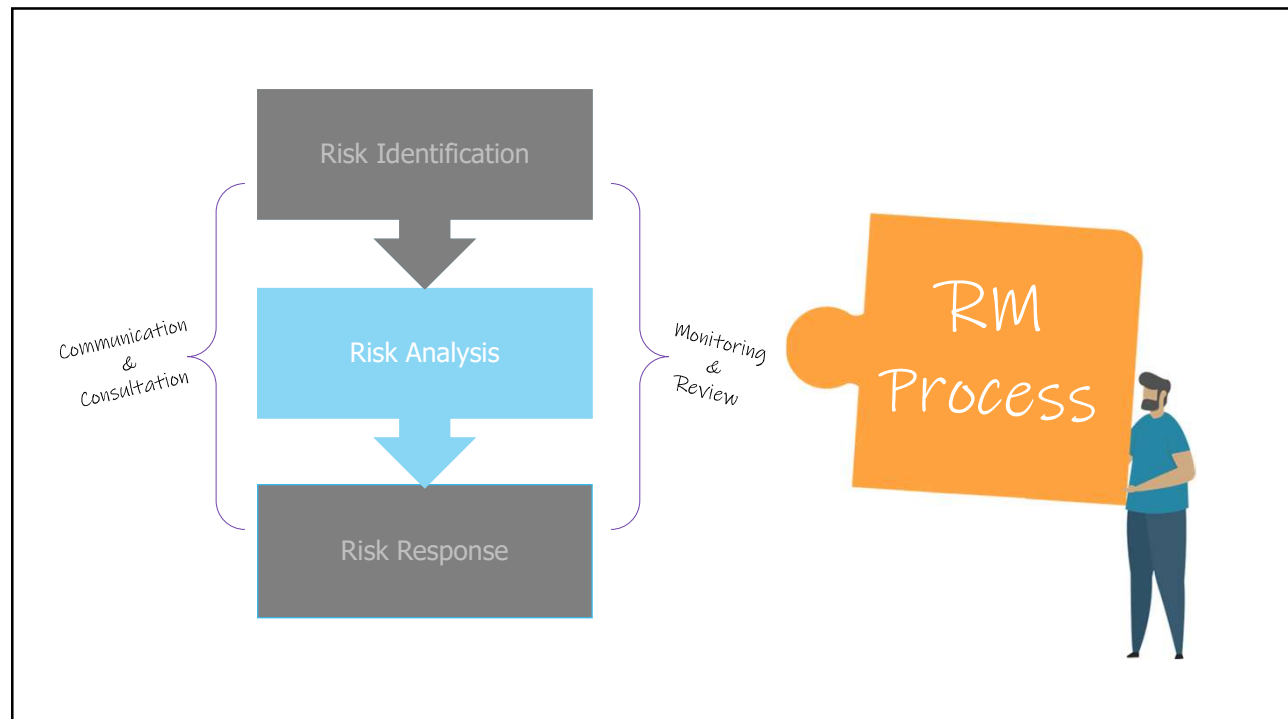 Risk Identification
Communication
&
Consultation
Risk Analysis
Monitoring
&
Review
Risk Response
RM
Process